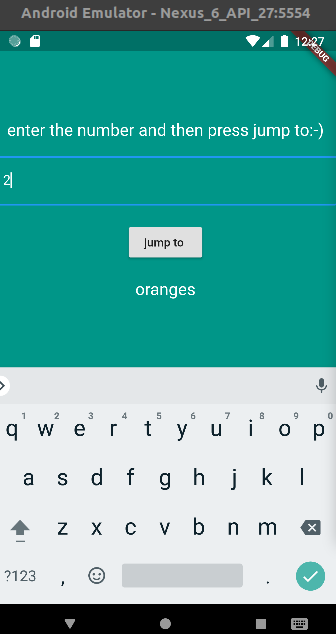 Android Emulator - Nexus_6_API_27:5554
12:27
DEBUG
enter the number and then press jump to:-)
2
jump to
oranges
1 2 3 4 5 6 7 8 9 0
q w e r t y u i o p
a s d f g h j k l
z x c v b n m
?123 , .